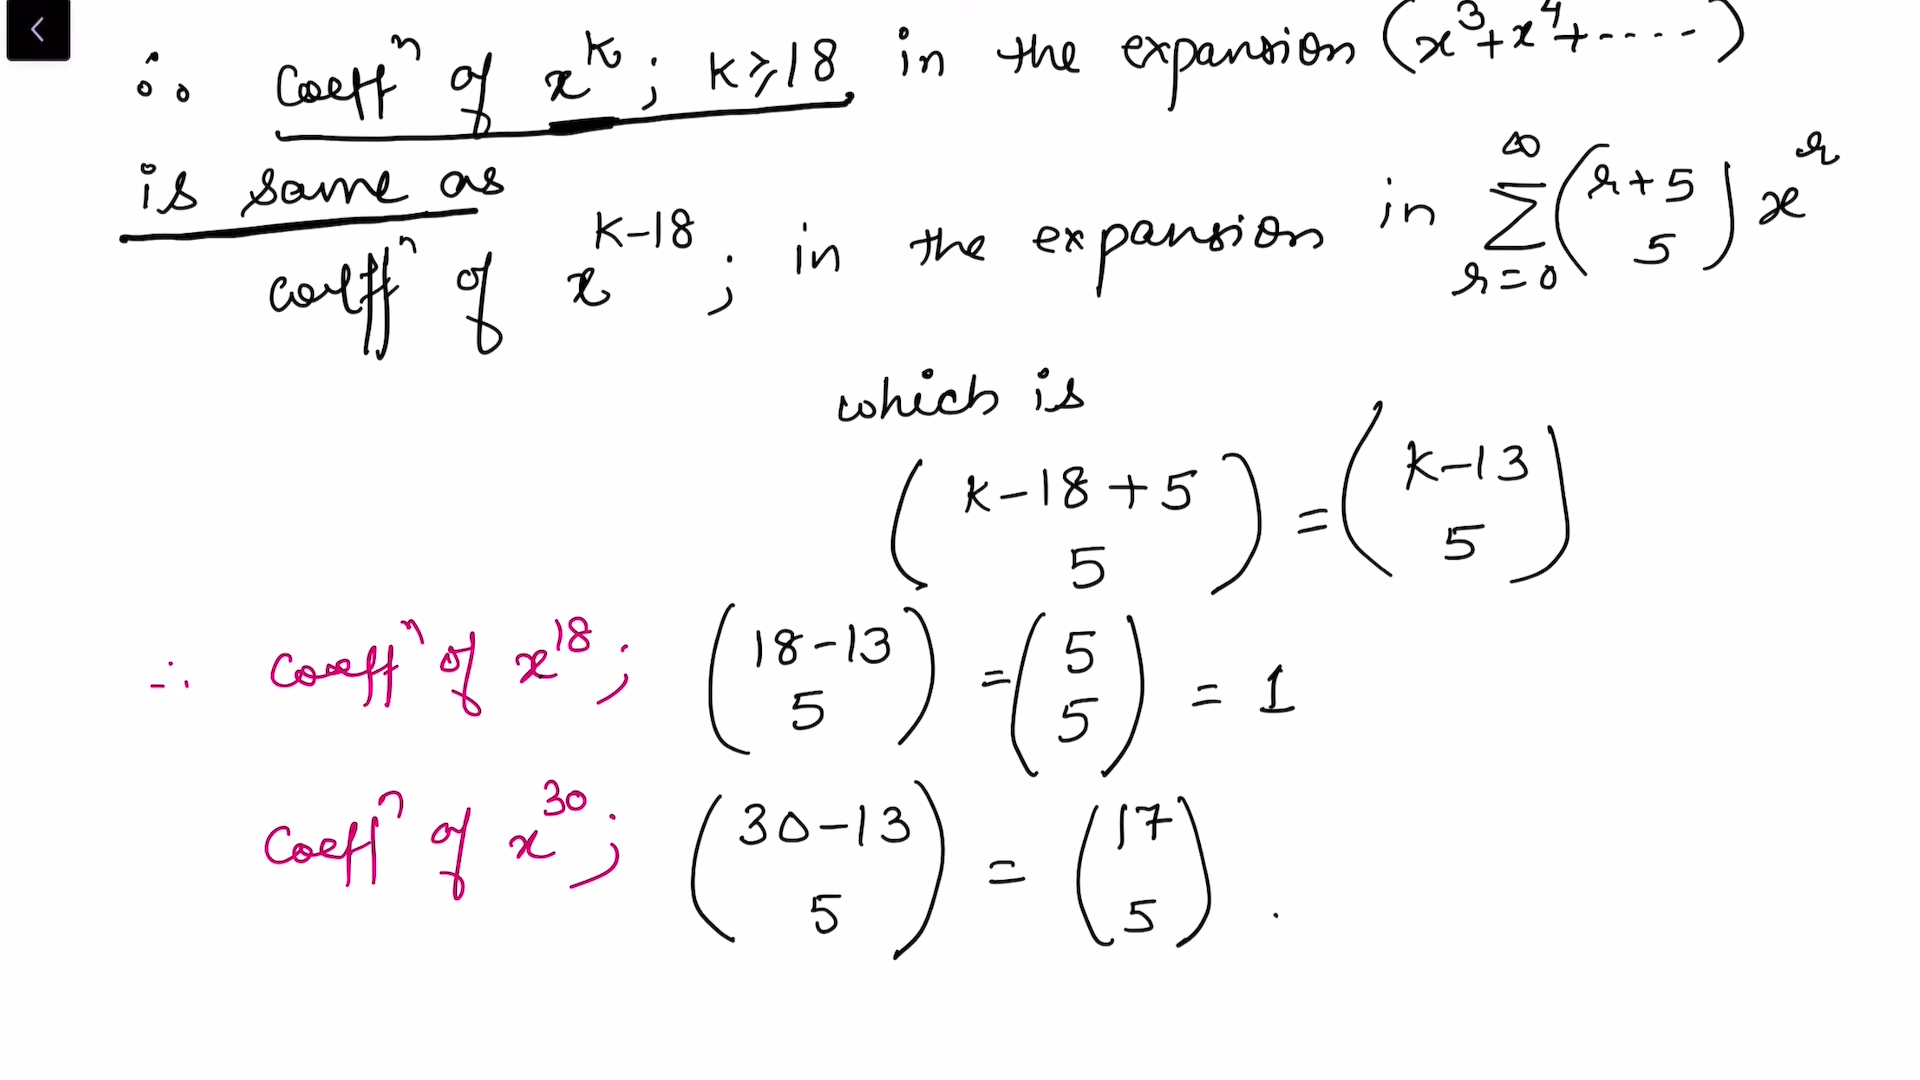 ∴ Coeffⁿ of x^k ; k ≥ 18 in the expansion (x³ + x⁴ + ----)
is same as
coeffⁿ of x^(k-18) ; in the expansion in ∑_{r=0}^{∞} (r+5 5) x^r
which is
(k-18+5 5) = (k-13 5)
∴ Coeffⁿ of x^18 ; (18-13 5) = (5 5) = 1
Coeffⁿ of x^30 ; (30-13 5) = (17 5) .